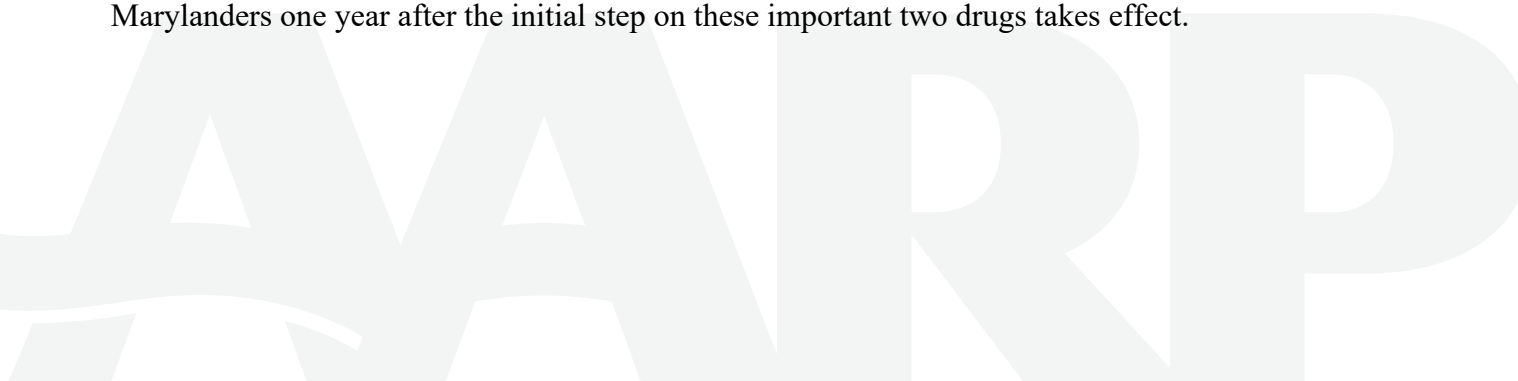 Marylanders one year after the initial step on these important two drugs takes effect.
AARP